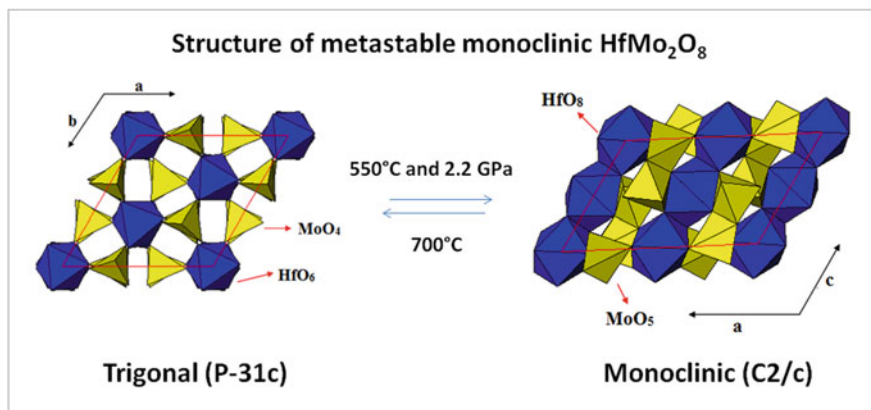 Structure of metastable monoclinic HfMo₂O₈
a
b
MoO₄
HfO₆
Trigonal (P-31c)
550°C and 2.2 GPa
700°C
HfO₈
MoO₅
a
c
Monoclinic (C2/c)